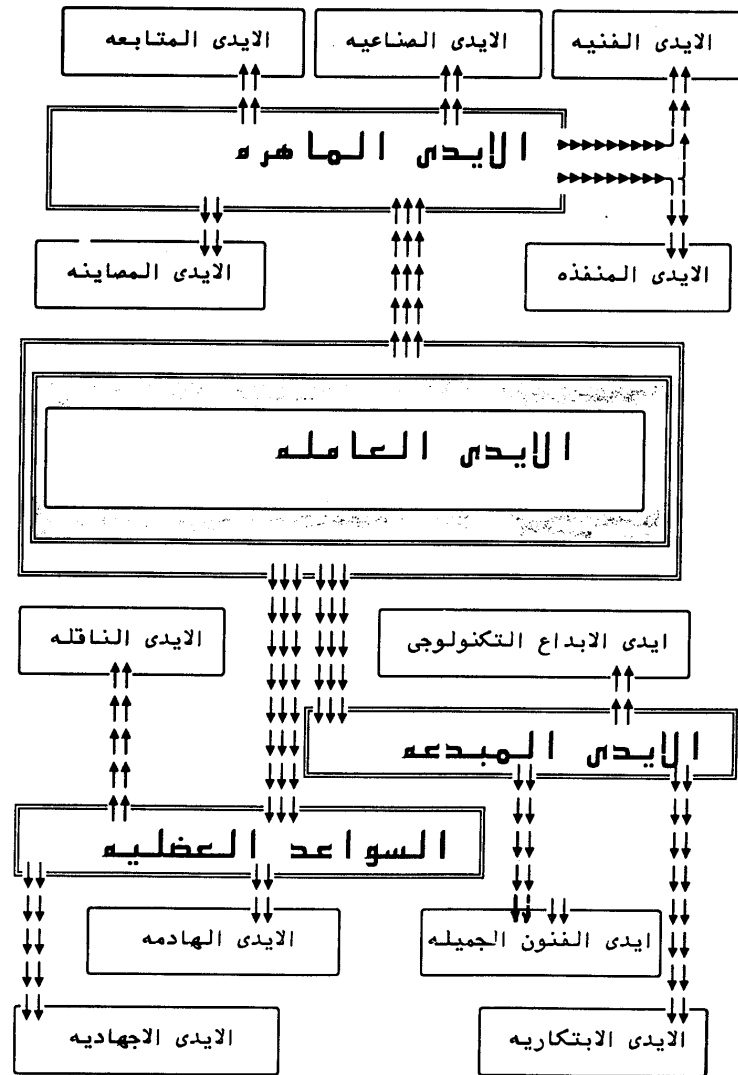 الايدى الفنيه
الايدى الصناعيه
الايدى المتابعه
الايدى الماهره
الايدى المنفذه
الايدى المصاينه
الايدى العامله
ايدى الابداع التكنولوجى
الايدى الناقله
الايدى المبدعه
السواعد العضليه
ايدى الفنون الجميله
الايدى الهادمه
الايدى الابتكاريه
الايدى الاجهاديه